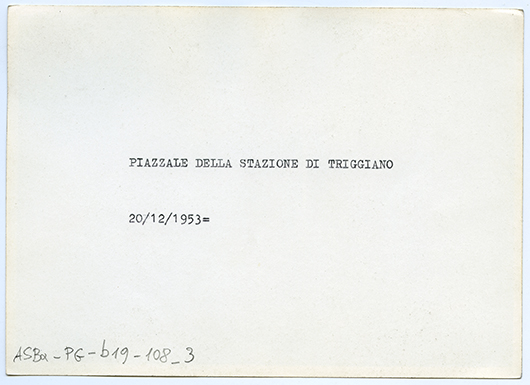 PIAZZALE DELLA STAZIONE DI TRIGGIANO
20/12/1953=
ASBa-PG-b19-108_3